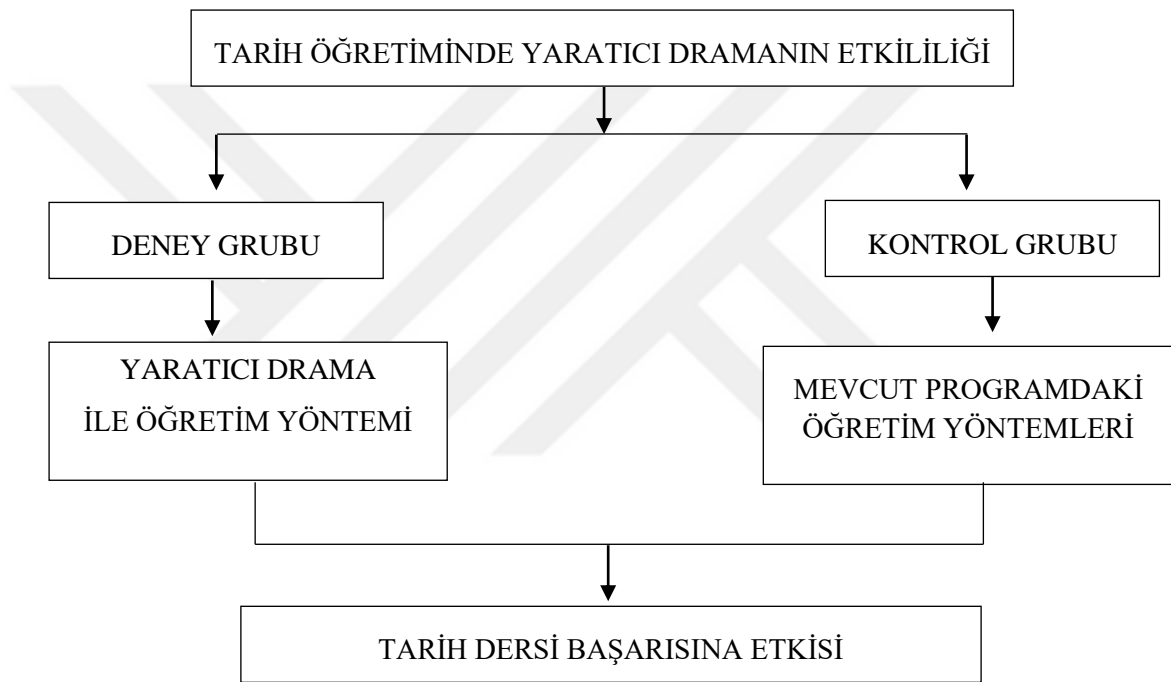 TARİH ÖĞRETİMİNDE YARATICI DRAMANIN ETKİLİLİĞİ
DENEY GRUBU
KONTROL GRUBU
YARATICI DRAMA
İLE ÖĞRETİM YÖNTEMİ
MEVCUT PROGRAMDAKİ
ÖĞRETİM YÖNTEMLERİ
TARİH DERSİ BAŞARISINA ETKİSİ